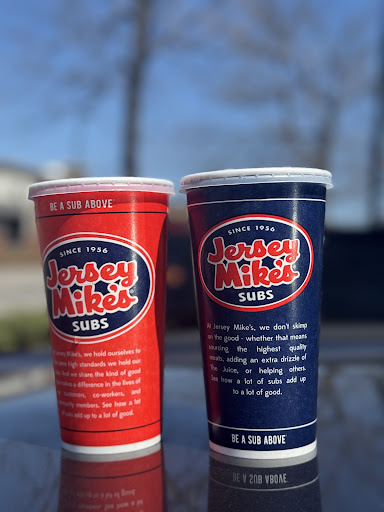 BE A SUB ABOVE
SINCE 1956
Jersey
Mike's
SUBS
Jersey Mike's, we hold ourselves to
same high standards we hold our
we share the kind of good
makes a difference in the lives of
customers, co-workers, and
members. See how a lot
of subs add up to a lot of good.
SINCE 1956
Jersey
Mike's
SUBS
At Jersey Mike's, we don't skimp
on the good - whether that means
sourcing the highest quality
meats, adding an extra drizzle of
The Juice, or helping others.
See how a lot of subs add up
to a lot of good.
BE A SUB ABOVE